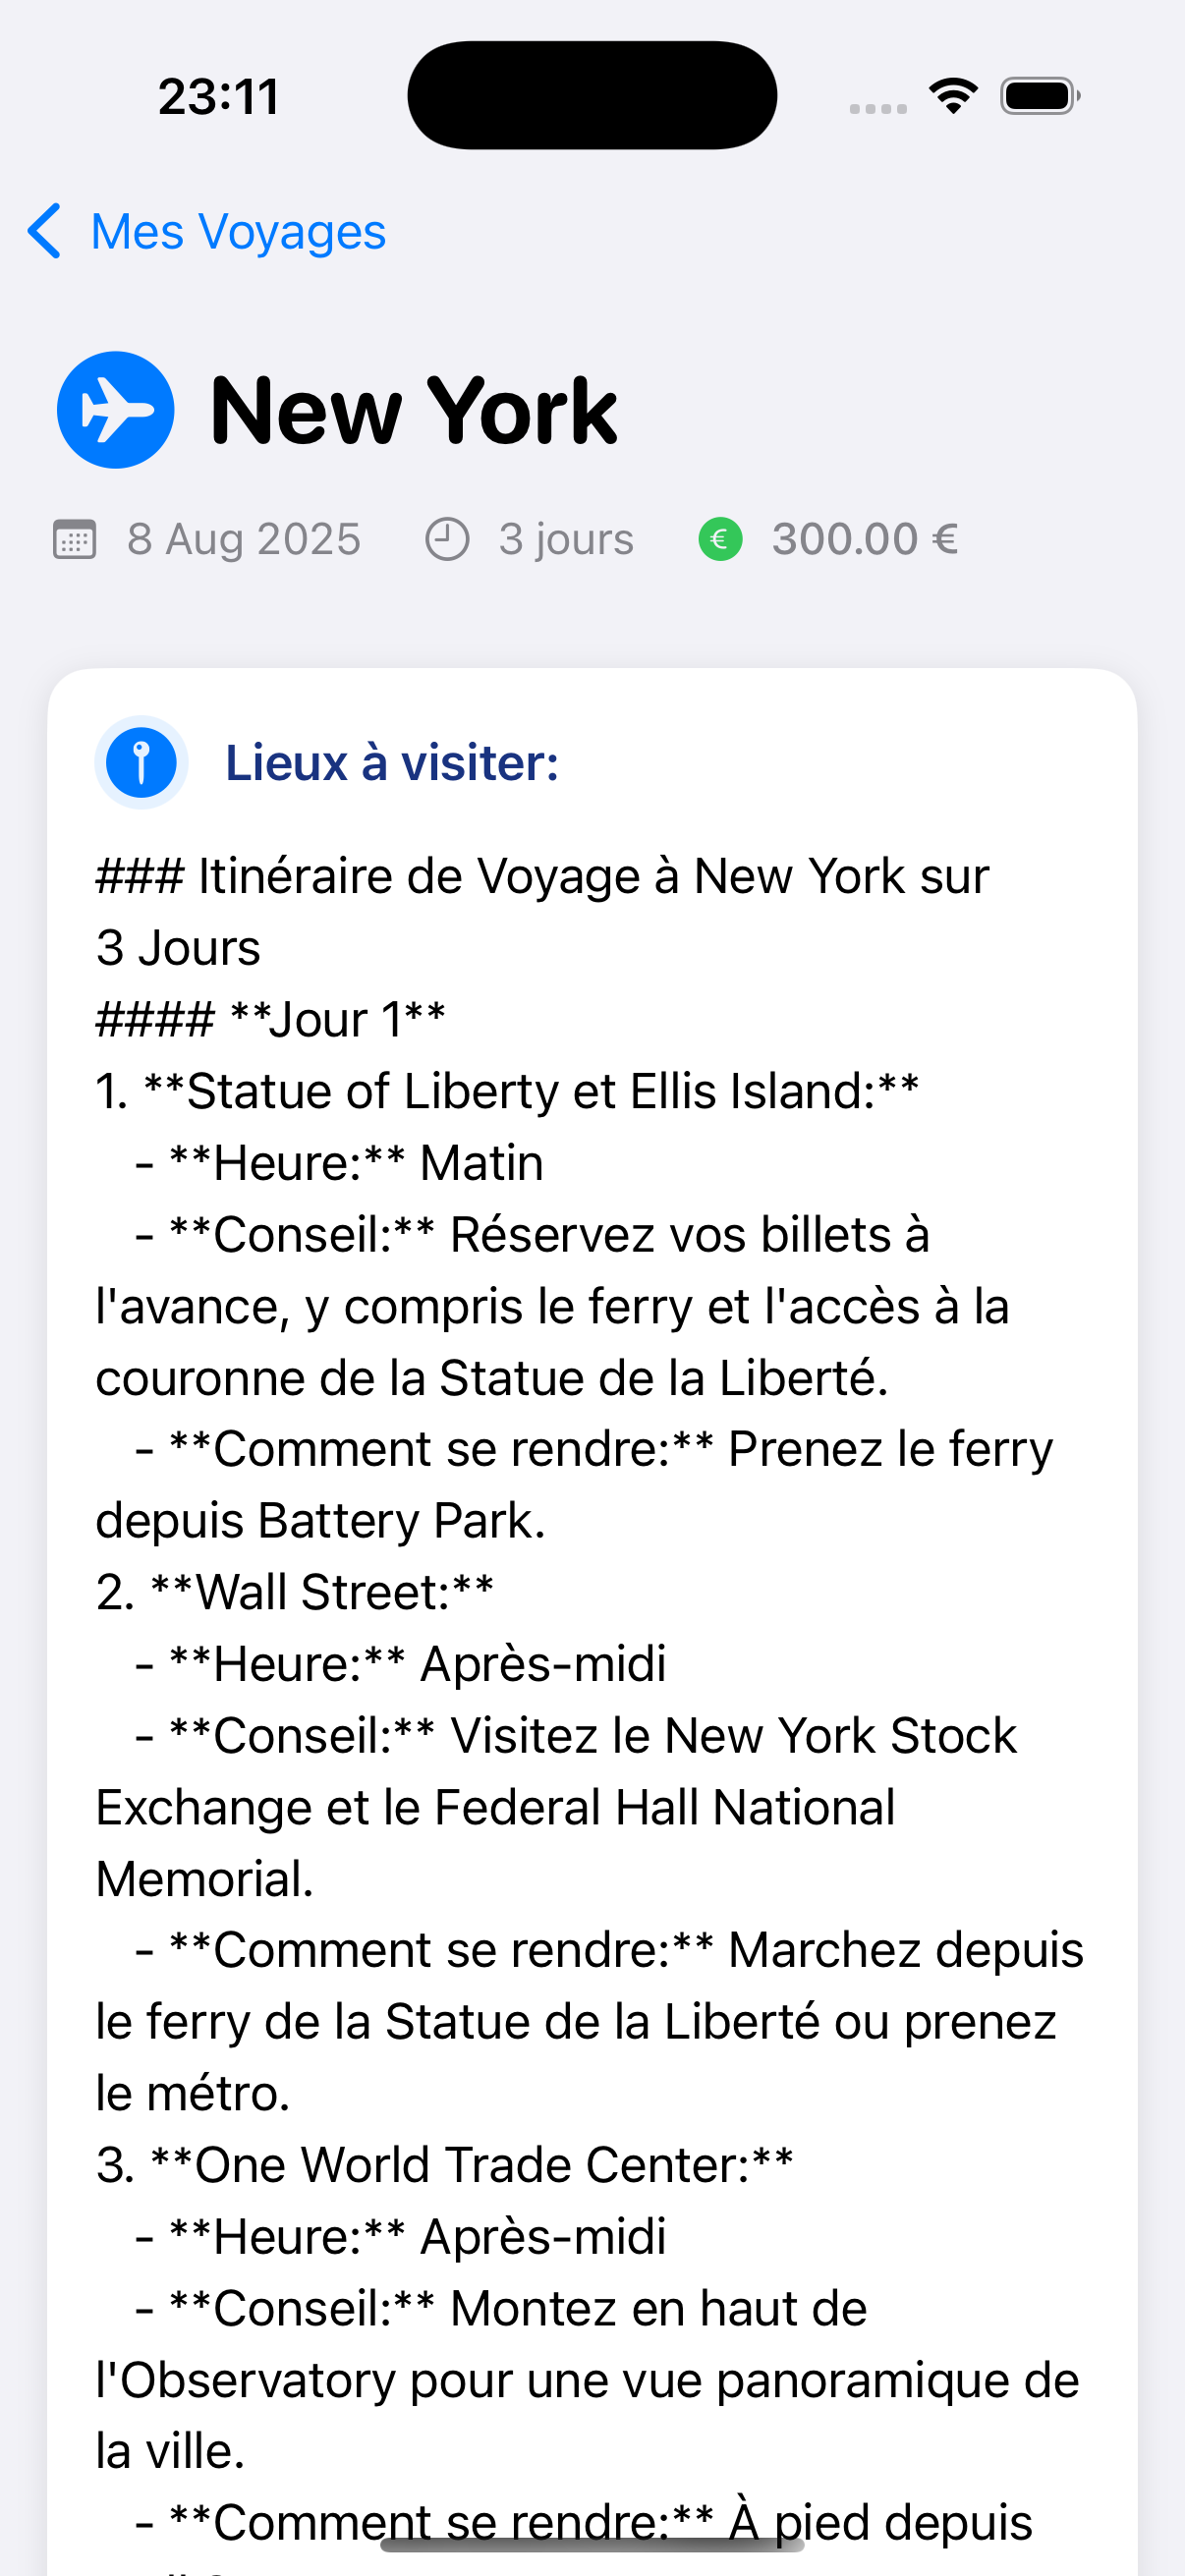 23:11
Mes Voyages
New York
8 Aug 2025 3 jours € 300.00 €
Lieux à visiter:
### Itinéraire de Voyage à New York sur
3 Jours
#### **Jour 1**
1. **Statue of Liberty et Ellis Island:**
- **Heure:** Matin
- **Conseil:** Réservez vos billets à
l'avance, y compris le ferry et l'accès à la
couronne de la Statue de la Liberté.
- **Comment se rendre:** Prenez le ferry
depuis Battery Park.
2. **Wall Street:**
- **Heure:** Après-midi
- **Conseil:** Visitez le New York Stock
Exchange et le Federal Hall National
Memorial.
- **Comment se rendre:** Marchez depuis
le ferry de la Statue de la Liberté ou prenez
le métro.
3. **One World Trade Center:**
- **Heure:** Après-midi
- **Conseil:** Montez en haut de
l'Observatory pour une vue panoramique de
la ville.
- **Comment se rendre:** À pied depuis